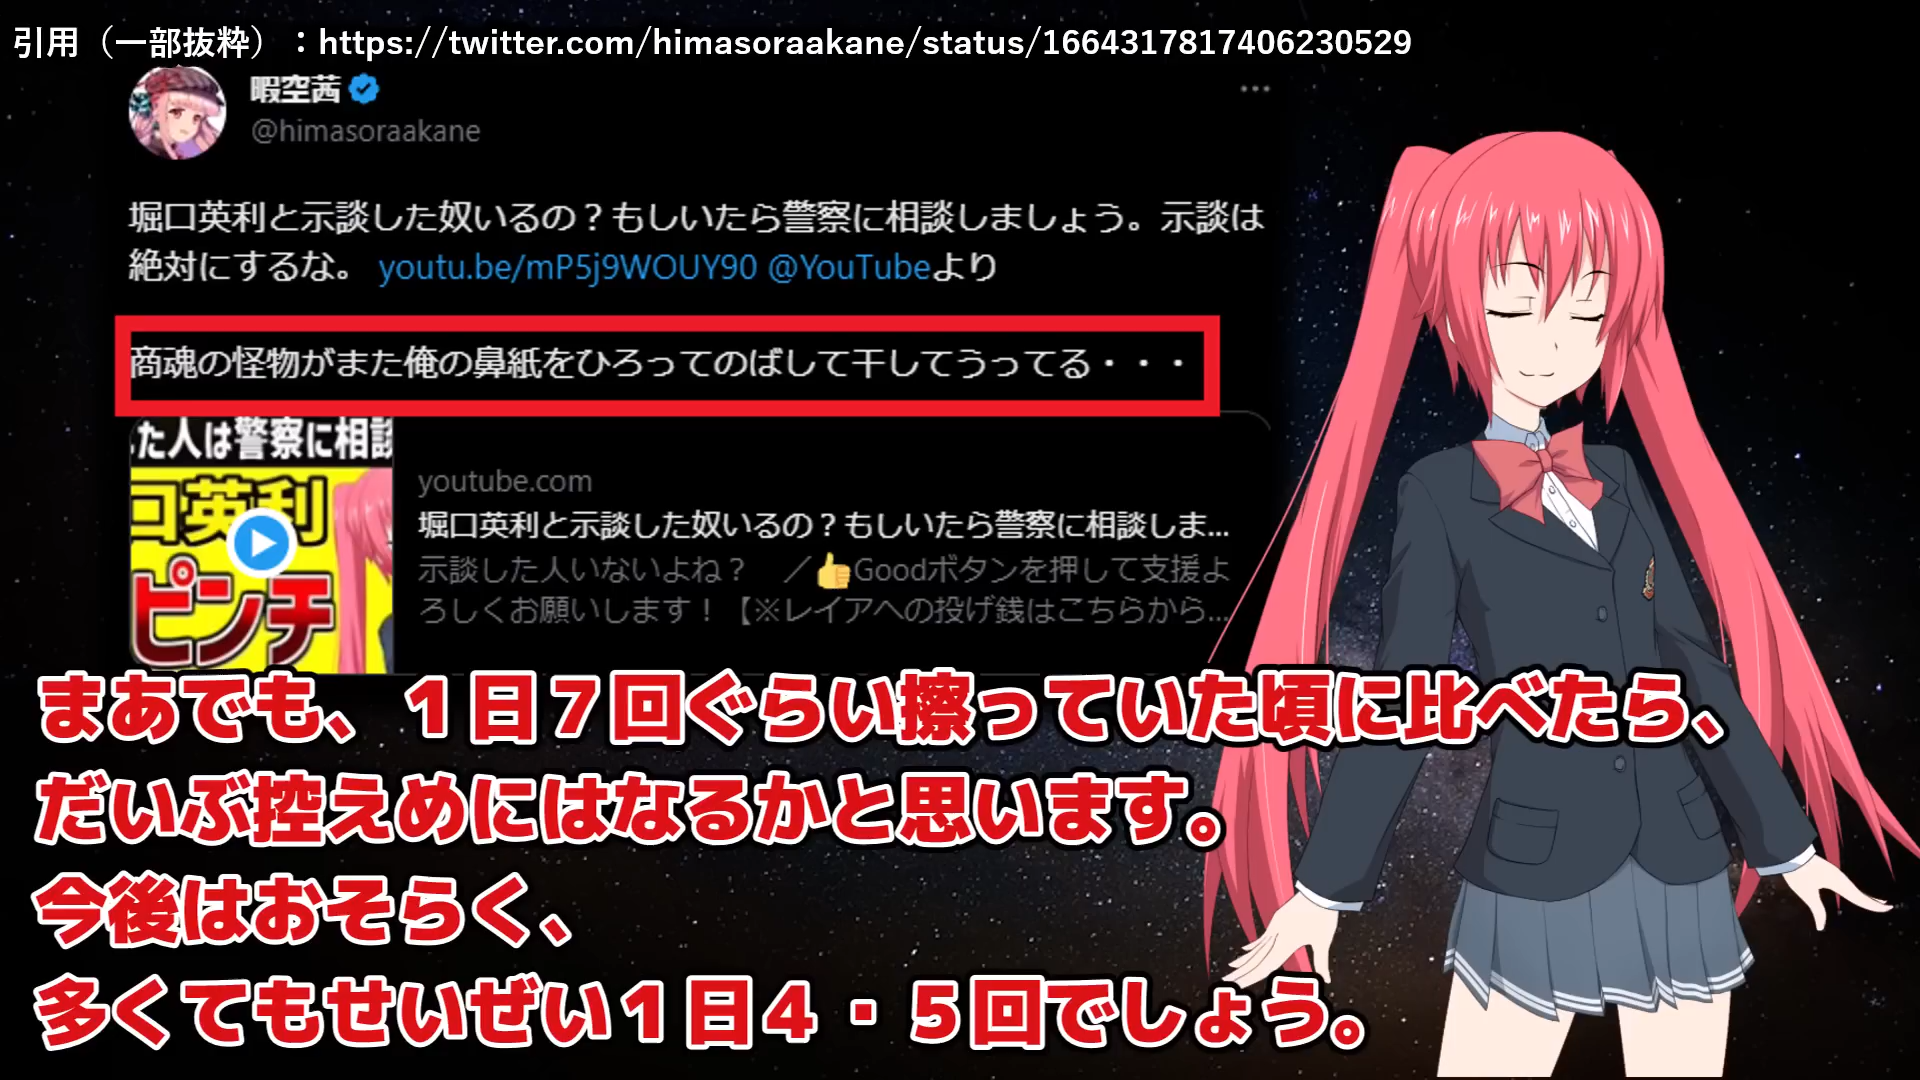 引用（一部抜粋）：https://twitter.com/himasoraakane/status/1664317817406230529
暇空茜
@himasoraakane
堀口英利と示談した奴いるの？もしいたら警察に相談しましょう。示談は
絶対にするな。 youtu.be/mP5j9WOUY90 @YouTubeより
商魂の怪物がまた俺の鼻紙をひろってのばして干してうってる・・・
た人は警察に相談
口英利
ピンチ
youtube.com
堀口英利と示談した奴いるの？もしいたら警察に相談しま...
示談した人いないよね？ ／👍Goodボタンを押して支援よ
ろしくお願いします！【※レイアへの投げ銭はこちらから...
まあでも、１日７回ぐらい擦っていた頃に比べたら、
だいぶ控えめにはなるかと思います。
今後はおそらく、
多くてもせいぜい１日４・５回でしょう。